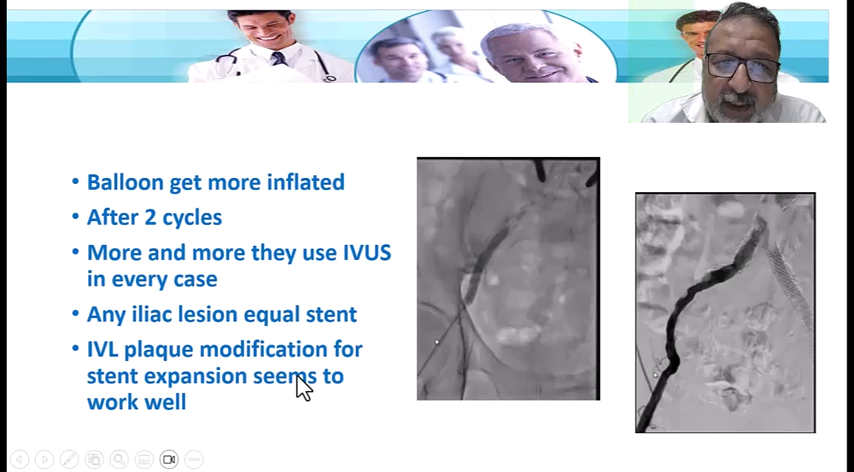 • Balloon get more inflated
• After 2 cycles
• More and more they use IVUS
in every case
• Any iliac lesion equal stent
• IVL plaque modification for
stent expansion seems to
work well